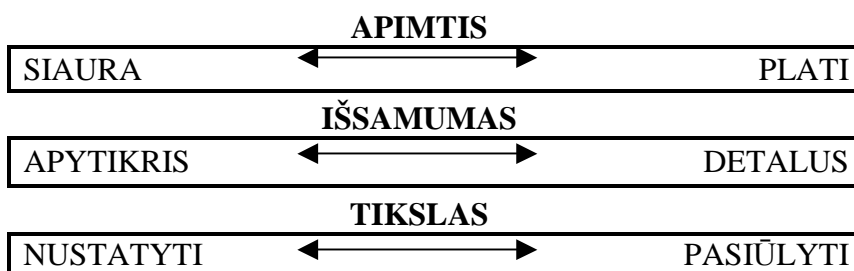 APIMTIS
SIAURA PLATI
IŠSAMUMAS
APYTIKRIS DETALUS
TIKSLAS
NUSTATYTI PASIŪLYTI